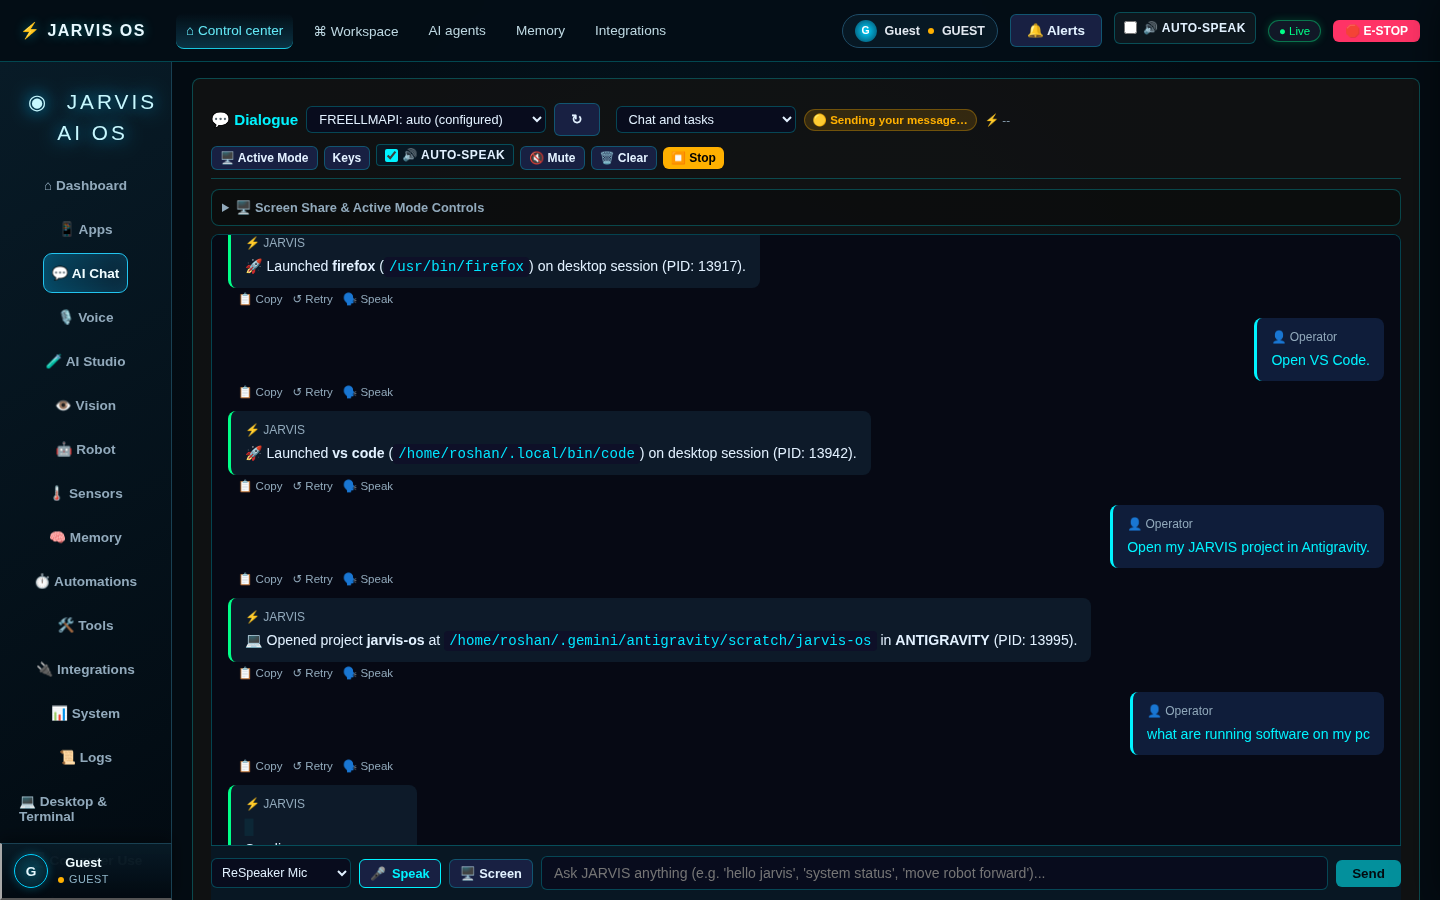 ⚡ JARVIS OS
⌂ Control center
⌘ Workspace
AI agents
Memory
Integrations
G Guest ● GUEST
🔔 Alerts
🔊 AUTO-SPEAK
● Live
🛑 E-STOP
◉ JARVIS
AI OS
⌂ Dashboard
📱 Apps
💬 AI Chat
🎙️ Voice
🧪 AI Studio
👁️ Vision
🤖 Robot
🌡️ Sensors
🧠 Memory
⏱️ Automations
🛠️ Tools
🔌 Integrations
📊 System
📜 Logs
💻 Desktop &
Terminal
G Guest
● GUEST
💬 Dialogue
FREELLMAPI: auto (configured)
↻
Chat and tasks
🟡 Sending your message…
⚡ --
🖥️ Active Mode
Keys
🔊 AUTO-SPEAK
🔇 Mute
🗑️ Clear
⏹️ Stop
▶ 🖥️ Screen Share & Active Mode Controls
⚡ JARVIS
🚀 Launched firefox ( /usr/bin/firefox ) on desktop session (PID: 13917).
📋 Copy ↺ Retry 🗣️ Speak
👤 Operator
Open VS Code.
📋 Copy ↺ Retry 🗣️ Speak
⚡ JARVIS
🚀 Launched vs code ( /home/roshan/.local/bin/code ) on desktop session (PID: 13942).
📋 Copy ↺ Retry 🗣️ Speak
👤 Operator
Open my JARVIS project in Antigravity.
📋 Copy ↺ Retry 🗣️ Speak
⚡ JARVIS
💻 Opened project jarvis-os at /home/roshan/.gemini/antigravity/scratch/jarvis-os in ANTIGRAVITY (PID: 13995).
📋 Copy ↺ Retry 🗣️ Speak
👤 Operator
what are running software on my pc
📋 Copy ↺ Retry 🗣️ Speak
⚡ JARVIS
ReSpeaker Mic
🎤 Speak
🖥️ Screen
Ask JARVIS anything (e.g. 'hello jarvis', 'system status', 'move robot forward')...
Send